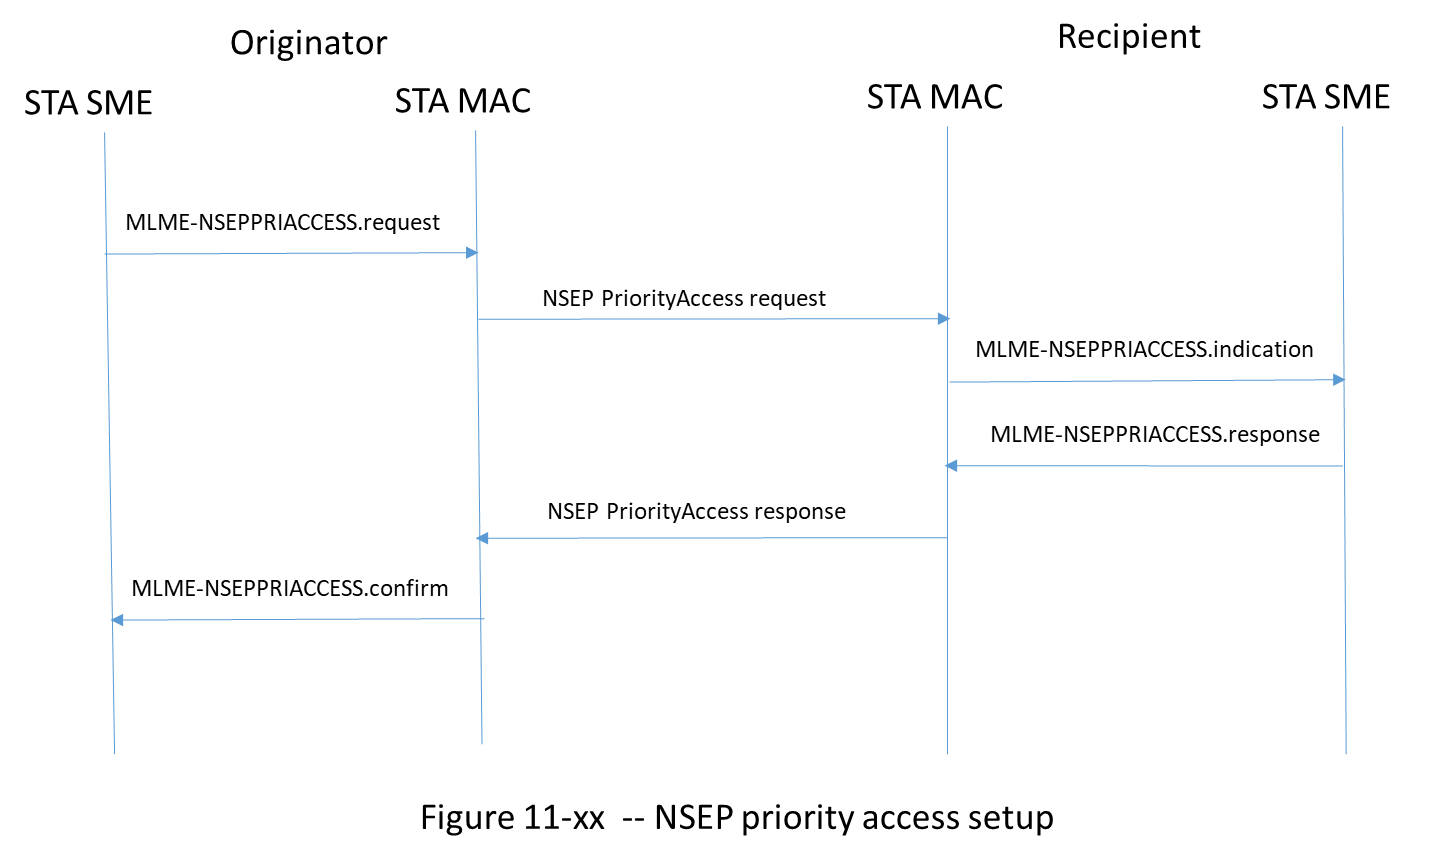 Originator
Recipient
STA SME
STA MAC
STA MAC
STA SME
MLME-NSEPPRIACCESS.request
NSEP PriorityAccess request
MLME-NSEPPRIACCESS.indication
MLME-NSEPPRIACCESS.response
NSEP PriorityAccess response
MLME-NSEPPRIACCESS.confirm
Figure 11-xx -- NSEP priority access setup